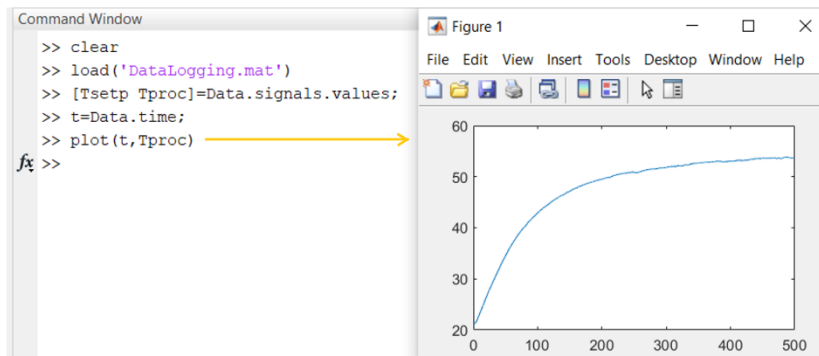 Command Window
>> clear
>> load('DataLogging.mat')
>> [Tsetp Tproc]=Data.signals.values;
>> t=Data.time;
>> plot(t,Tproc)
fx >>
Figure 1
File Edit View Insert Tools Desktop Window Help
60
50
40
30
20
0 100 200 300 400 500